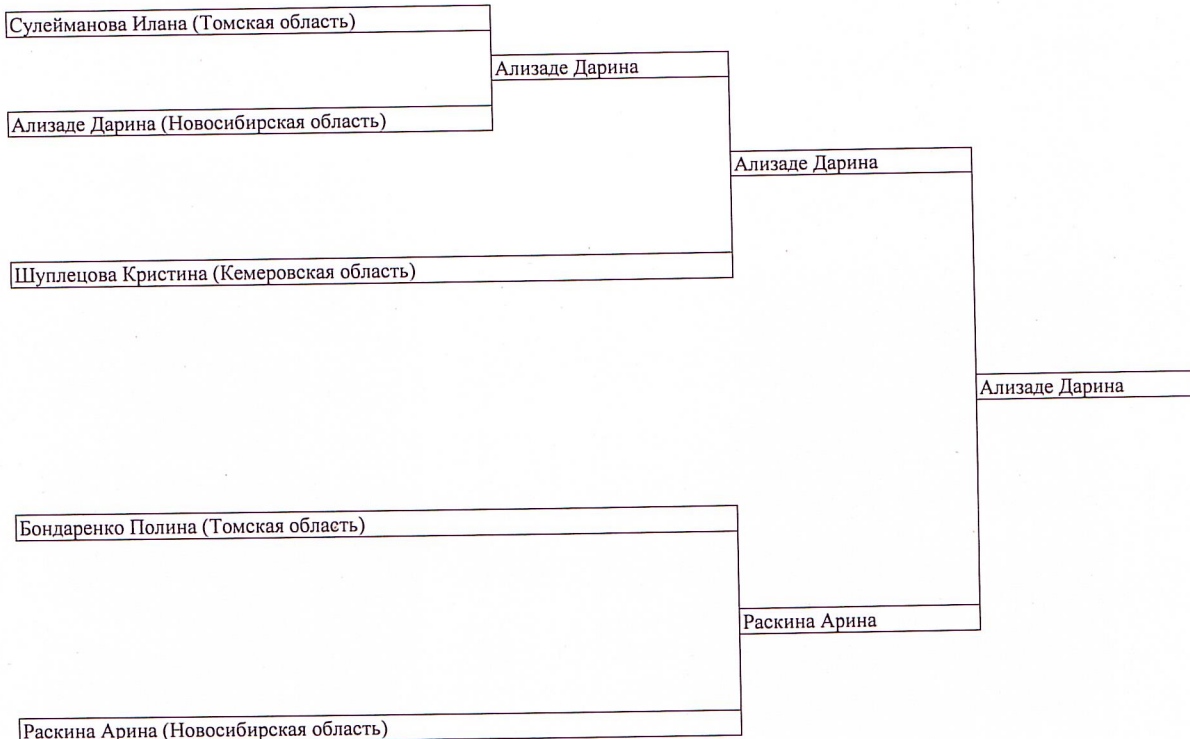 Сулейманова Илана (Томская область)
Ализаде Дарина
Ализаде Дарина (Новосибирская область)
Ализаде Дарина
Шуплецова Кристина (Кемеровская область)
Ализаде Дарина
Бондаренко Полина (Томская область)
Раскина Арина
Раскина Арина (Новосибирская область)